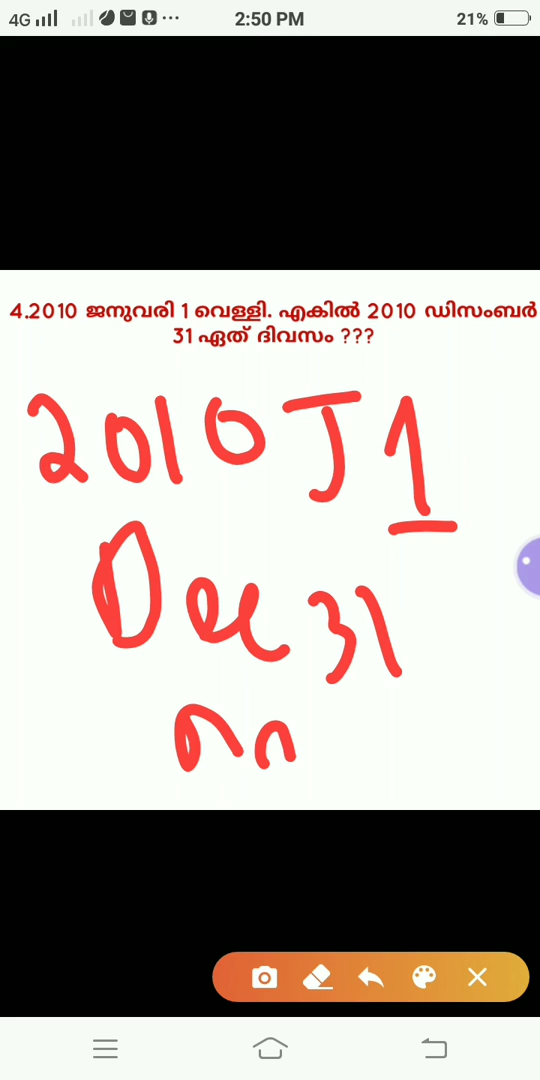 4G 2:50 PM 21%
4.2010 ജനുവരി 1 വെള്ളി. എകിൽ 2010 ഡിസംബർ
31 ഏത് ദിവസം ???
2010 J 1
Dec 31